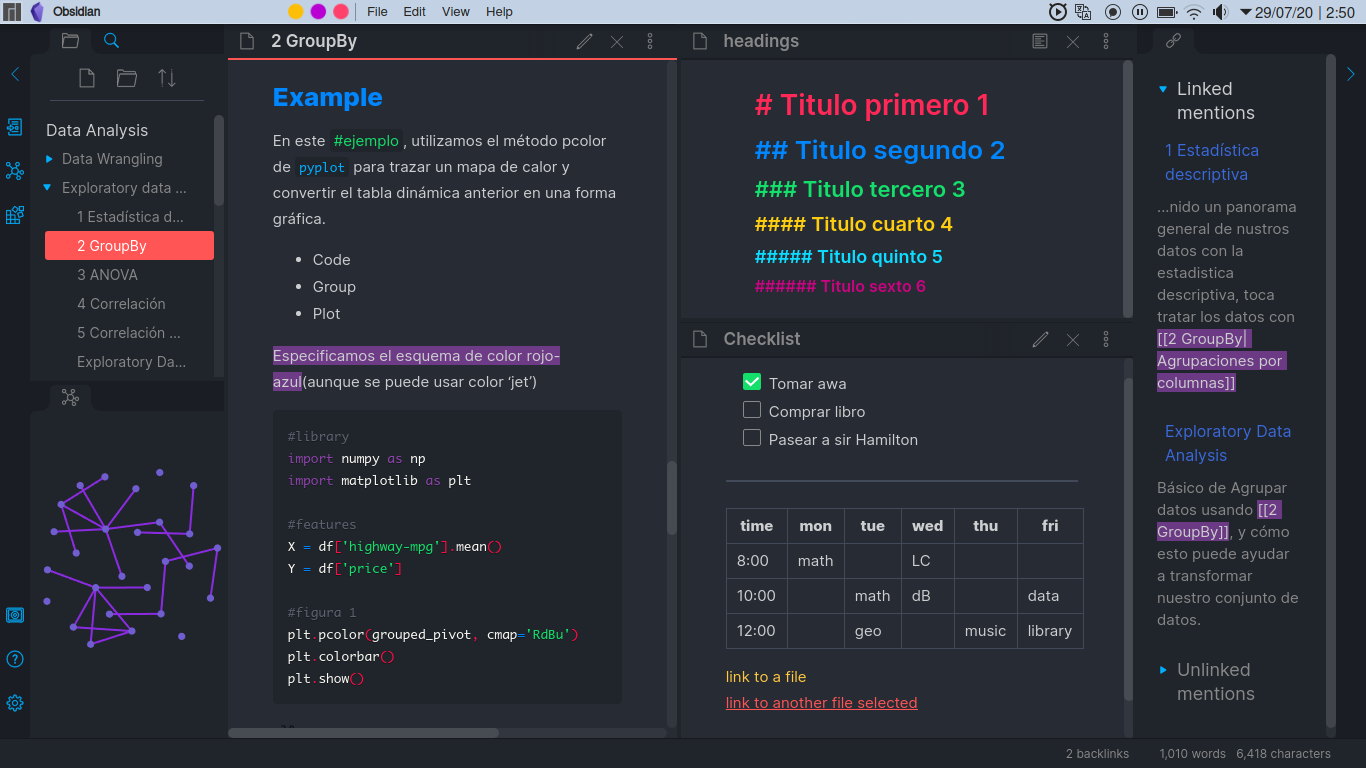 Obsidian
File Edit View Help
29/07/20 | 2:50
Data Analysis
Data Wrangling
Exploratory data ...
1 Estadística d...
2 GroupBy
3 ANOVA
4 Correlación
5 Correlación ...
Exploratory Da...
2 GroupBy
Example
En este #ejemplo , utilizamos el método pcolor
de pyplot para trazar un mapa de calor y
convertir el tabla dinámica anterior en una forma
gráfica.
Code
Group
Plot
Especificamos el esquema de color rojo-
azul(aunque se puede usar color ‘jet’)
#library
import numpy as np
import matplotlib as plt
#features
X = df['highway-mpg'].mean()
Y = df['price']
#figura 1
plt.pcolor(grouped_pivot, cmap='RdBu')
plt.colorbar()
plt.show()
headings
# Titulo primero 1
## Titulo segundo 2
### Titulo tercero 3
#### Titulo cuarto 4
##### Titulo quinto 5
###### Titulo sexto 6
Checklist
Tomar awa
Comprar libro
Pasear a sir Hamilton
time mon tue wed thu fri
8:00 math LC
10:00 math dB data
12:00 geo music library
link to a file
link to another file selected
Linked
mentions
1 Estadística
descriptiva
...nido un panorama
general de nustros
datos con la
estadistica
descriptiva, toca
tratar los datos con
[[2 GroupBy|
Agrupaciones por
columnas]]
Exploratory Data
Analysis
Básico de Agrupar
datos usando [[2
GroupBy]], y cómo
esto puede ayudar
a transformar
nuestro conjunto de
datos.
Unlinked
mentions
2 backlinks 1,010 words 6,418 characters